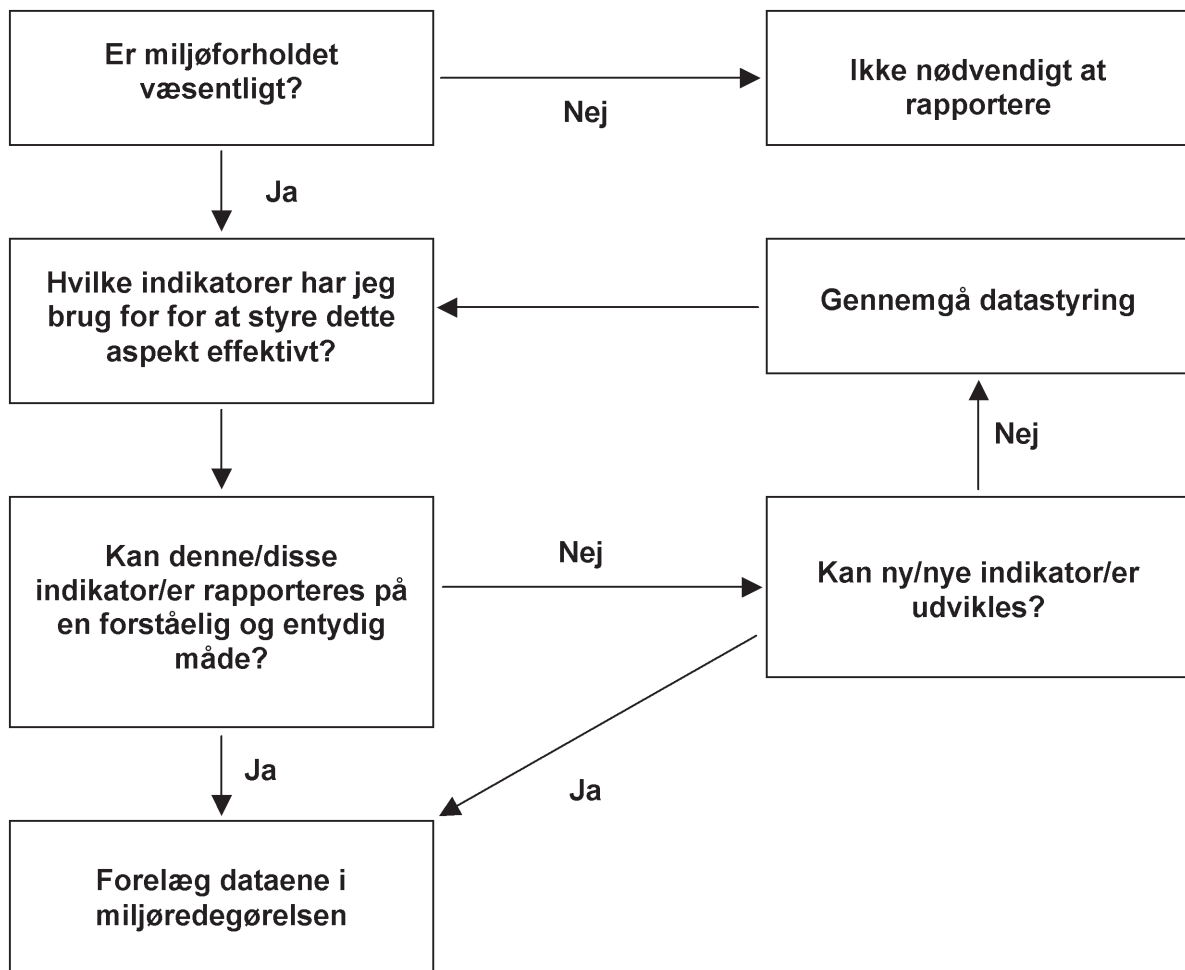 Er miljøforholdet
væsentligt?
Nej
Ikke nødvendigt at
rapportere
Ja
Hvilke indikatorer har jeg
brug for for at styre dette
aspekt effektivt?
Gennemgå datastyring
Nej
Kan denne/disse
indikator/er rapporteres på
en forståelig og entydig
måde?
Nej
Kan ny/nye indikator/er
udvikles?
Ja
Ja
Forelæg dataene i
miljøredegørelsen